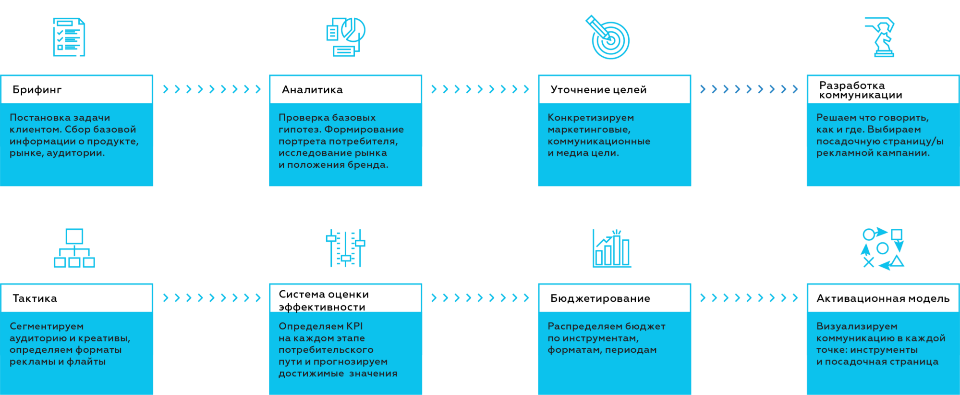 Брифинг
Постановка задачи
клиентом. Сбор базовой
информации о продукте,
рынке, аудитории.
Аналитика
Проверка базовых
гипотез. Формирование
портрета потребителя,
исследование рынка
и положения бренда.
Уточнение целей
Конкретизируем
маркетинговые,
коммуникационные
и медиа цели.
Разработка
коммуникации
Решаем что говорить,
как и где. Выбираем
посадочную страницу/ы
рекламной кампании.
Тактика
Сегментируем
аудиторию и креативы,
определяем форматы
рекламы и флайты
Система оценки
эффективности
Определяем KPI
на каждом этапе
потребительского
пути и прогнозируем
достижимые значения
Бюджетирование
Распределяем бюджет
по инструментам,
форматам, периодам
Активационная модель
Визуализируем
коммуникацию в каждой
точке: инструменты
и посадочная страница